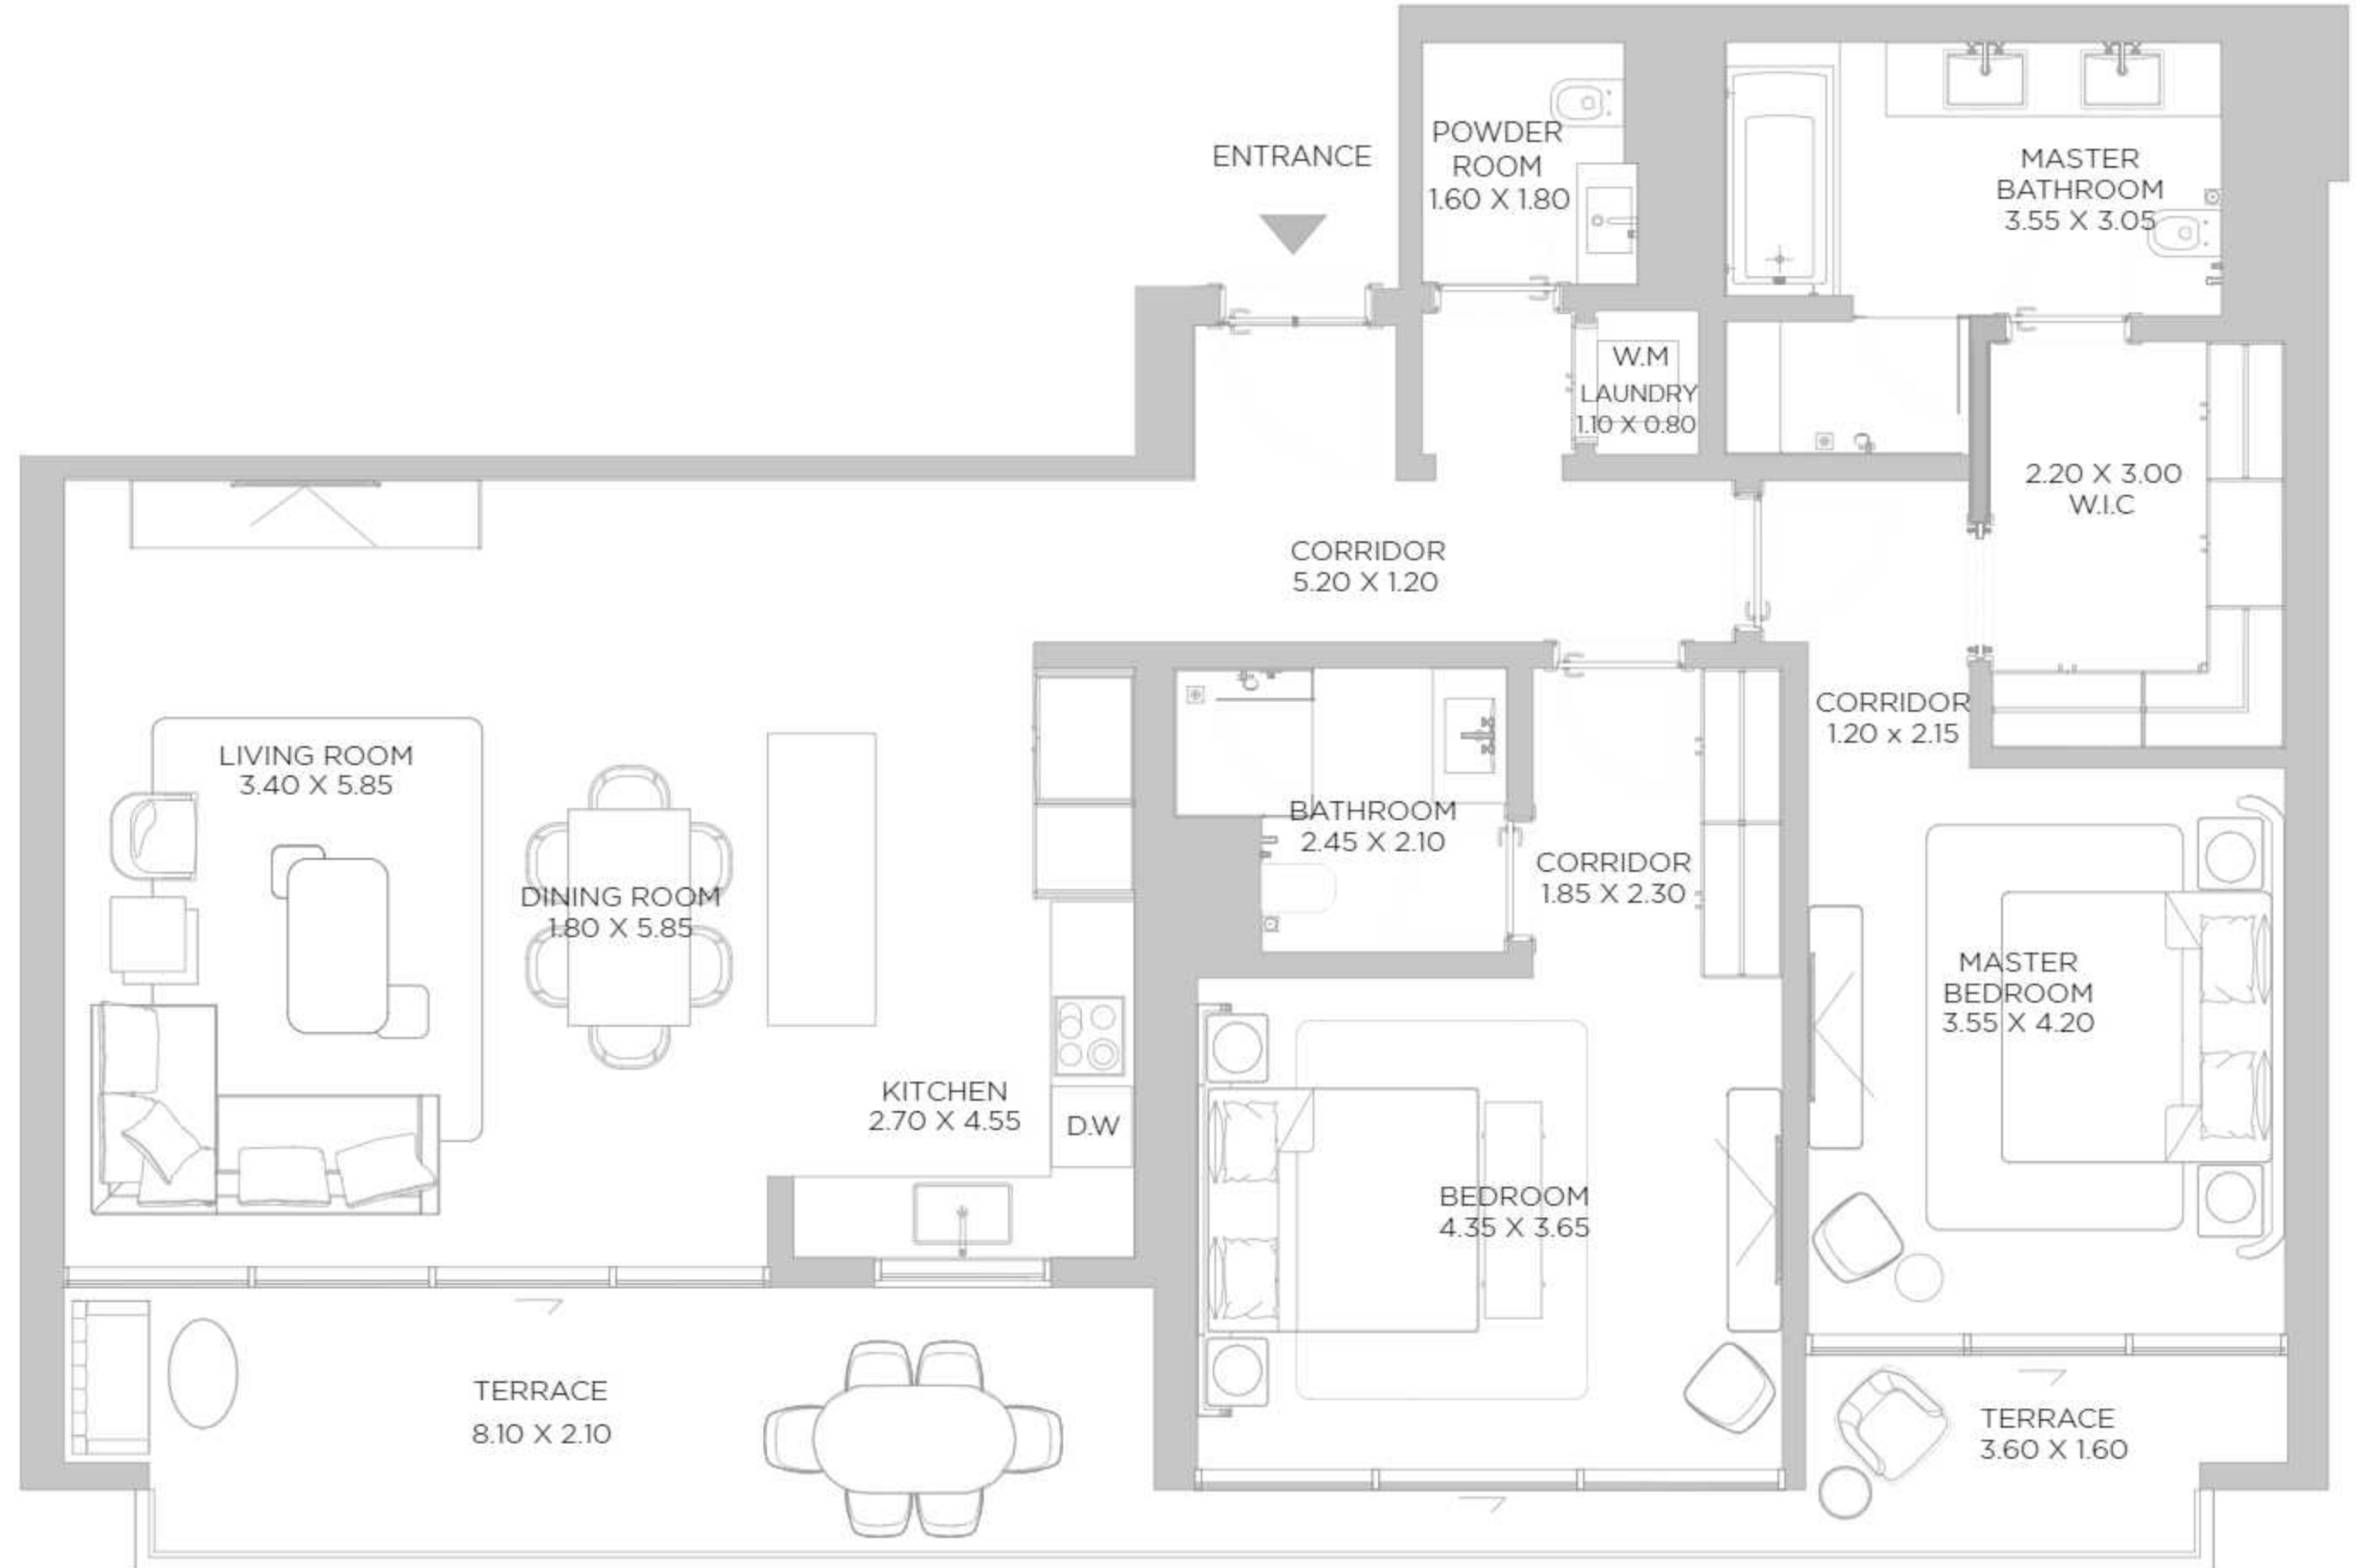 ENTRANCE
POWDER
ROOM
1.60 X 1.80
MASTER
BATHROOM
3.55 X 3.05
W.M
LAUNDRY
1.10 X 0.80
2.20 X 3.00
W.I.C
CORRIDOR
5.20 X 1.20
CORRIDOR
1.20 x 2.15
LIVING ROOM
3.40 X 5.85
DINING ROOM
1.80 X 5.85
BATHROOM
2.45 X 2.10
CORRIDOR
1.85 X 2.30
MASTER
BEDROOM
3.55 X 4.20
KITCHEN
2.70 X 4.55
D.W
BEDROOM
4.35 X 3.65
TERRACE
8.10 X 2.10
TERRACE
3.60 X 1.60